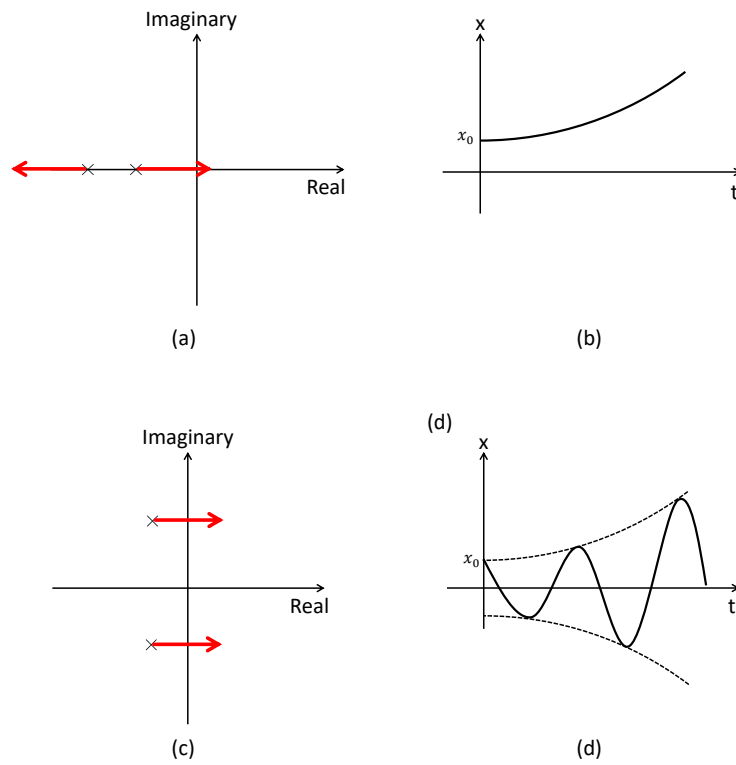 Imaginary
Real
(a)
x
x₀
t
(b)
Imaginary
Real
(c)
(d)
x
x₀
t
(d)